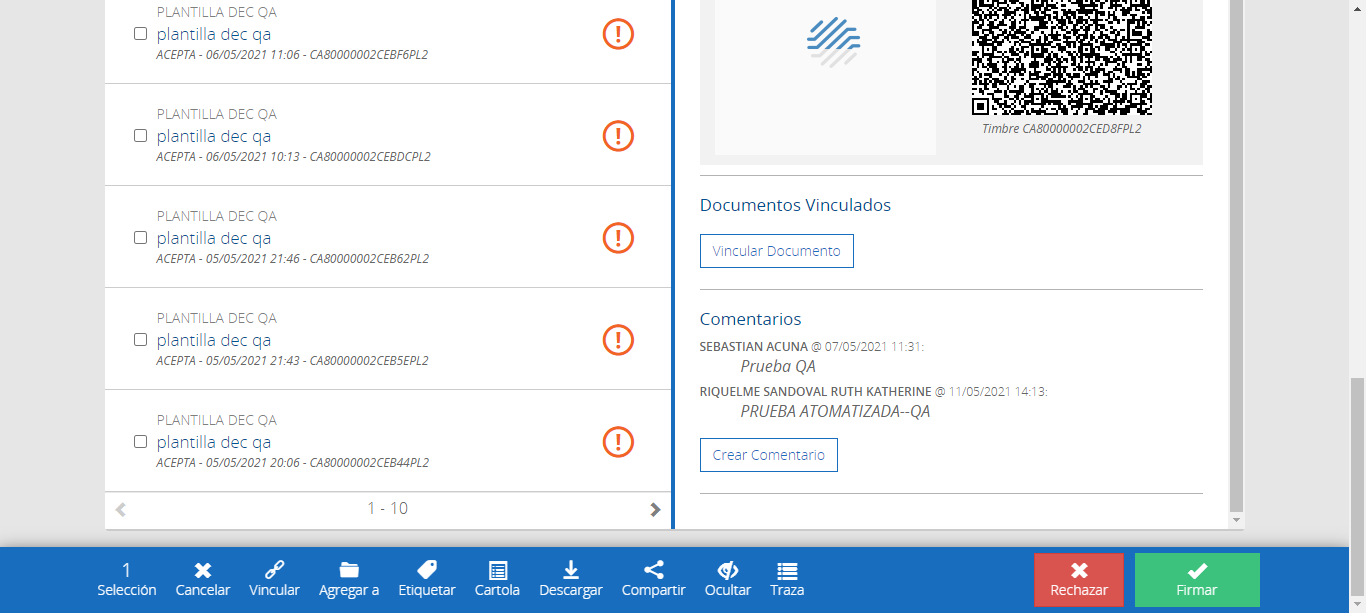 PLANTILLA DEC QA
plantilla dec qa
ACEPTA - 06/05/2021 11:06 - CA80000002CEBF6PL2
PLANTILLA DEC QA
plantilla dec qa
ACEPTA - 06/05/2021 10:13 - CA80000002CEBDCPL2
PLANTILLA DEC QA
plantilla dec qa
ACEPTA - 05/05/2021 21:46 - CA80000002CEB62PL2
PLANTILLA DEC QA
plantilla dec qa
ACEPTA - 05/05/2021 21:43 - CA80000002CEB5EPL2
PLANTILLA DEC QA
plantilla dec qa
ACEPTA - 05/05/2021 20:06 - CA80000002CEB44PL2
1 - 10
Timbre CA80000002CED8FPL2
Documentos Vinculados
Vincular Documento
Comentarios
SEBASTIAN ACUNA @ 07/05/2021 11:31:
Prueba QA
RIQUELME SANDOVAL RUTH KATHERINE @ 11/05/2021 14:13:
PRUEBA ATOMATIZADA--QA
Crear Comentario
1
Selección
Cancelar
Vincular
Agregar a
Etiquetar
Cartola
Descargar
Compartir
Ocultar
Traza
Rechazar
Firmar